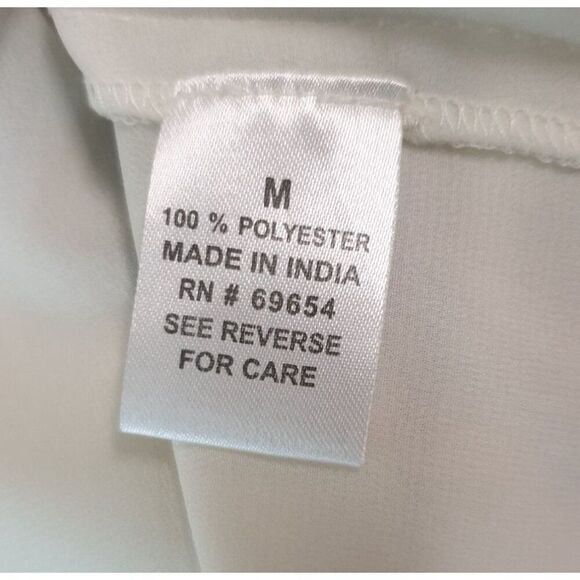 M
100 % POLYESTER
MADE IN INDIA
RN # 69654
SEE REVERSE
FOR CARE